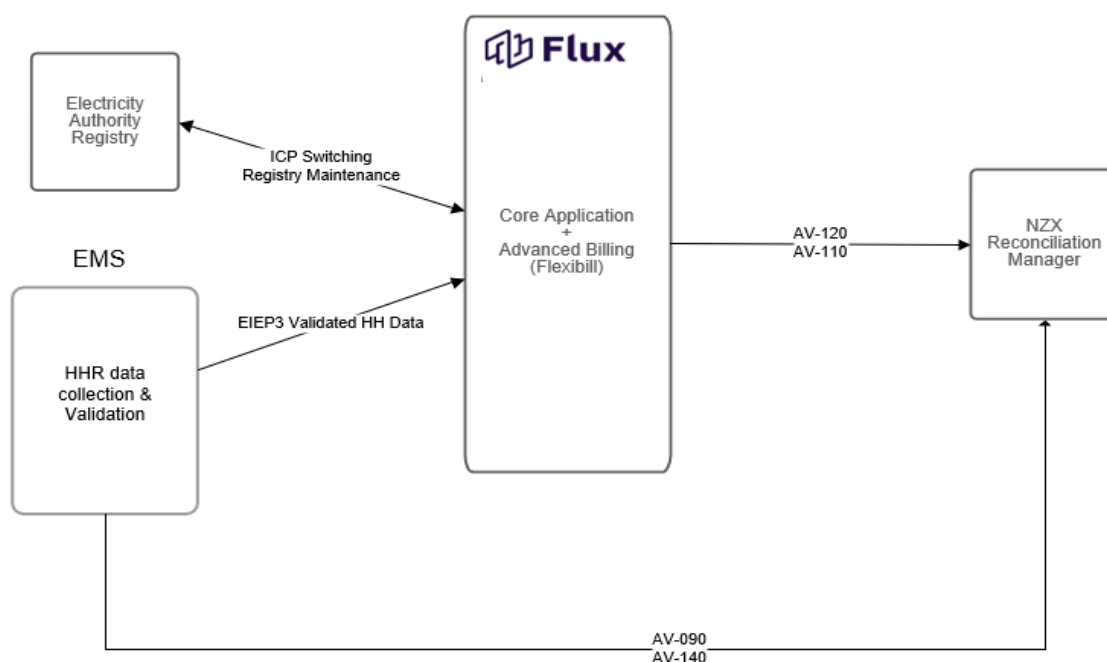 Flux
Electricity
Authority
Registry
ICP Switching
Registry Maintenance
Core Application
+
Advanced Billing
(Flexibill)
AV-120
AV-110
NZX
Reconciliation
Manager
EMS
EIEP3 Validated HH Data
HHR data
collection &
Validation
AV-090
AV-140